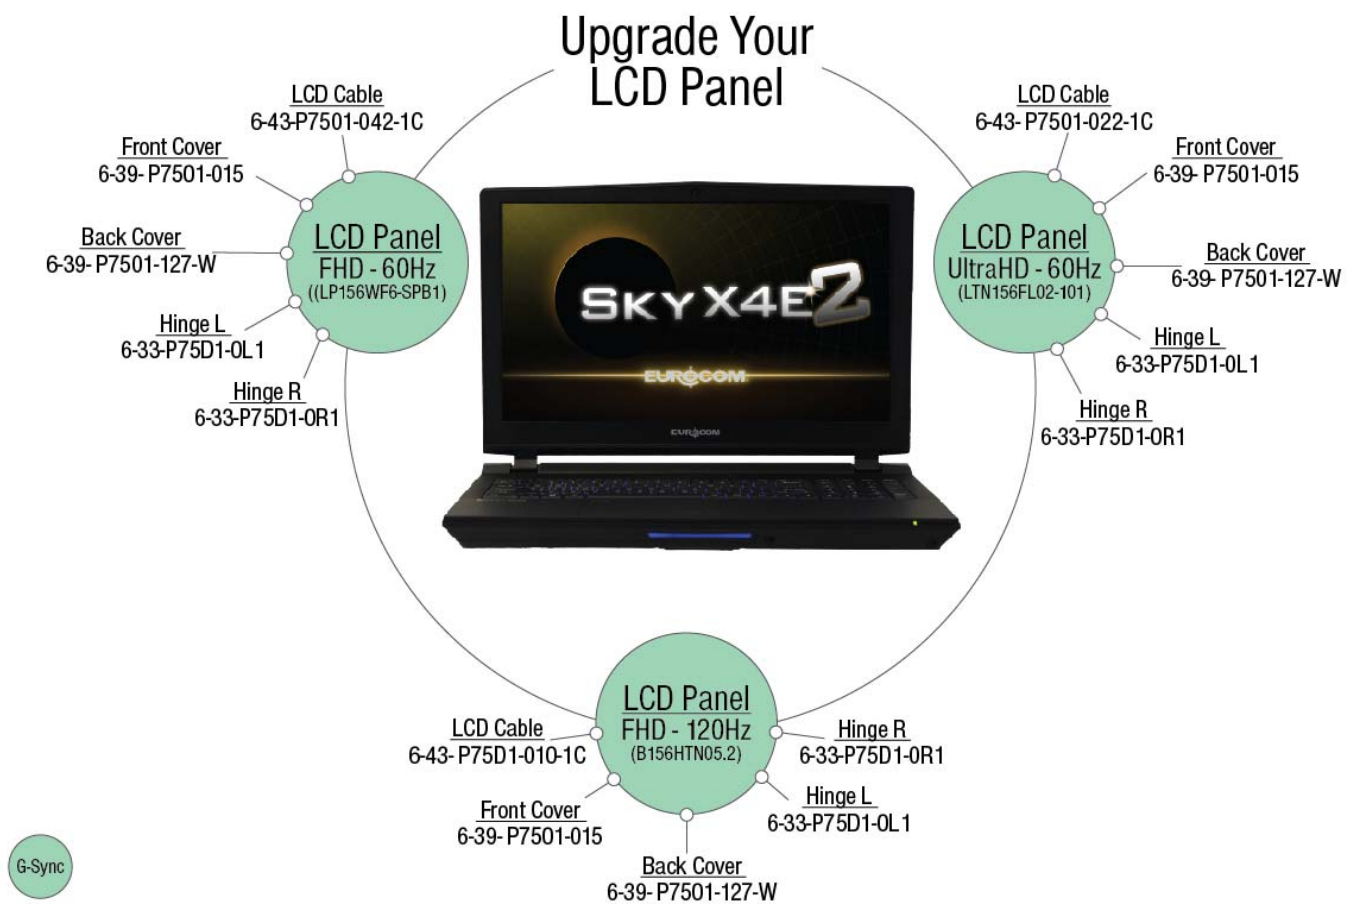 Upgrade Your
LCD Panel
LCD Cable
6-43-P7501-042-1C
Front Cover
6-39- P7501-015
Back Cover
6-39- P7501-127-W
Hinge L
6-33-P75D1-0L1
Hinge R
6-33-P75D1-0R1
LCD Panel
FHD - 60Hz
((LP156WF6-SPB1)
SKY X4E2
EUROCOM
EUROCOM
LCD Cable
6-43- P7501-022-1C
Front Cover
6-39- P7501-015
LCD Panel
UltraHD - 60Hz
(LTN156FL02-101)
Back Cover
6-39- P7501-127-W
Hinge L
6-33-P75D1-0L1
Hinge R
6-33-P75D1-0R1
LCD Panel
FHD - 120Hz
(B156HTN05.2)
LCD Cable
6-43- P75D1-010-1C
Front Cover
6-39- P7501-015
Back Cover
6-39- P7501-127-W
Hinge L
6-33-P75D1-0L1
Hinge R
6-33-P75D1-0R1
G-Sync